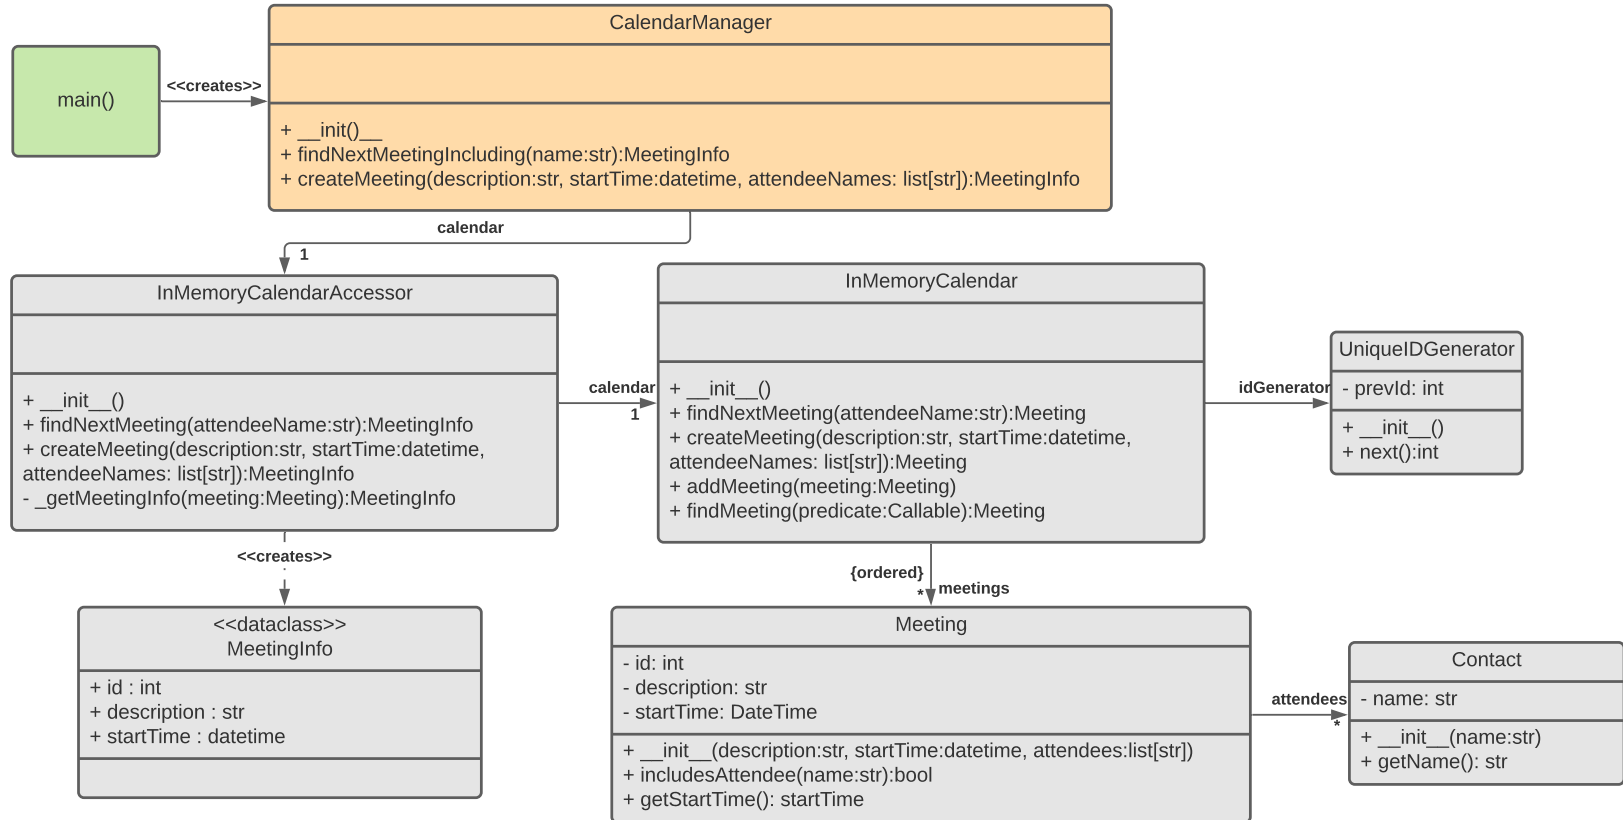 CalendarManager
main()
<<creates>>
+ __init()__
+ findNextMeetingIncluding(name:str):MeetingInfo
+ createMeeting(description:str, startTime:datetime, attendeeNames: list[str]):MeetingInfo
calendar
1
InMemoryCalendarAccessor
+ __init__()
+ findNextMeeting(attendeeName:str):MeetingInfo
+ createMeeting(description:str, startTime:datetime,
attendeeNames: list[str]):MeetingInfo
- _getMeetingInfo(meeting:Meeting):MeetingInfo
calendar
1
InMemoryCalendar
+ __init__()
+ findNextMeeting(attendeeName:str):Meeting
+ createMeeting(description:str, startTime:datetime,
attendeeNames: list[str]):Meeting
+ addMeeting(meeting:Meeting)
+ findMeeting(predicate:Callable):Meeting
idGenerator
UniqueIDGenerator
- prevId: int
+ __init__()
+ next():int
<<creates>>
<<dataclass>>
MeetingInfo
+ id : int
+ description : str
+ startTime : datetime
{ordered}
* meetings
Meeting
- id: int
- description: str
- startTime: DateTime
+ __init__(description:str, startTime:datetime, attendees:list[str])
+ includesAttendee(name:str):bool
+ getStartTime(): startTime
attendees
*
Contact
- name: str
+ __init__(name:str)
+ getName(): str